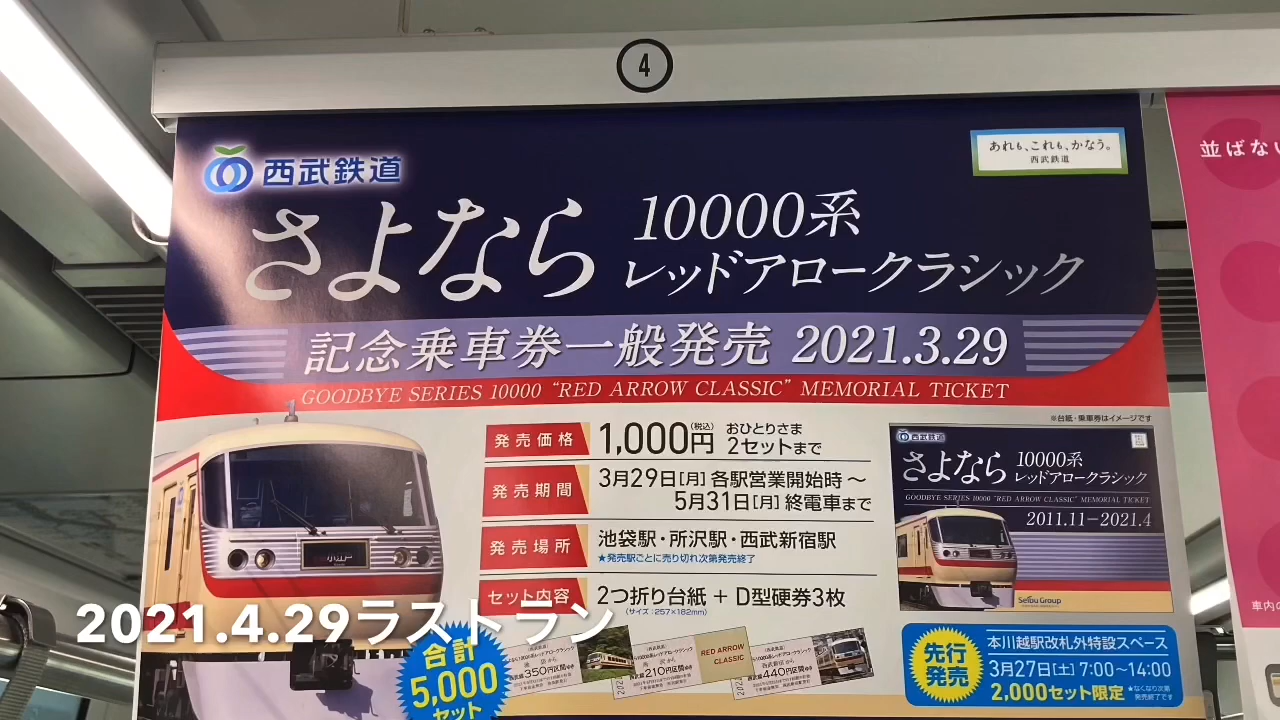 4
西武鉄道
あれも、これも、かなう。
西武鉄道
並ばない
さよなら 10000系
レッドアロークラシック
記念乗車券一般発売 2021.3.29
GOODBYE SERIES 10000 "RED ARROW CLASSIC" MEMORIAL TICKET
発売価格 1,000円(税込) おひとりさま2セットまで
発売期間 3月29日[月]各駅営業開始時～
5月31日[月]終電車まで
発売場所 池袋駅・所沢駅・西武新宿駅
★発売駅ごとに売り切れ次第発売終了
セット内容 2つ折り台紙 + D型硬券3枚
(サイズ:257×182mm)
※台紙・乗車券はイメージです
西武鉄道
さよなら 10000系
レッドアロークラシック
GOODBYE SERIES 10000 "RED ARROW CLASSIC" MEMORIAL TICKET
2011.11－2021.4
Seibu Group
小江戸
2021.4.29ラストラン
合計
5,000
セット
350円区間
210円区間
RED ARROW
CLASSIC
440円区間
先行
発売
本川越駅改札外特設スペース
3月27日[土] 7:00～14:00
2,000セット限定 ★なくなり次第
発売終了です
車内の